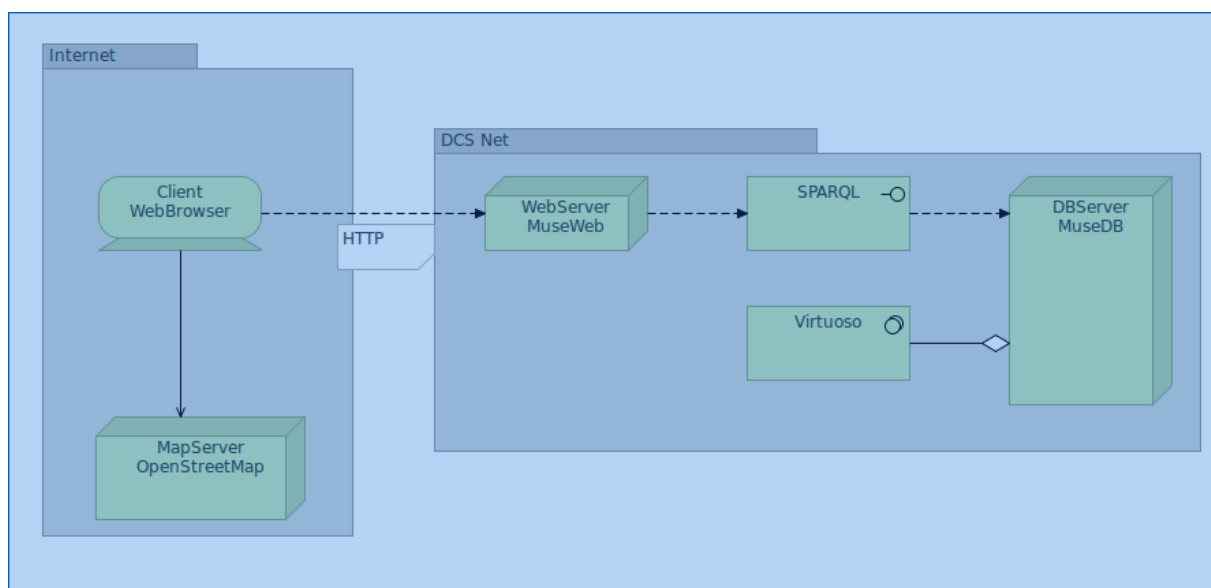 Internet
DCS Net
Client
WebBrowser
HTTP
WebServer
MuseWeb
SPARQL
DBServer
MuseDB
Virtuoso
MapServer
OpenStreetMap